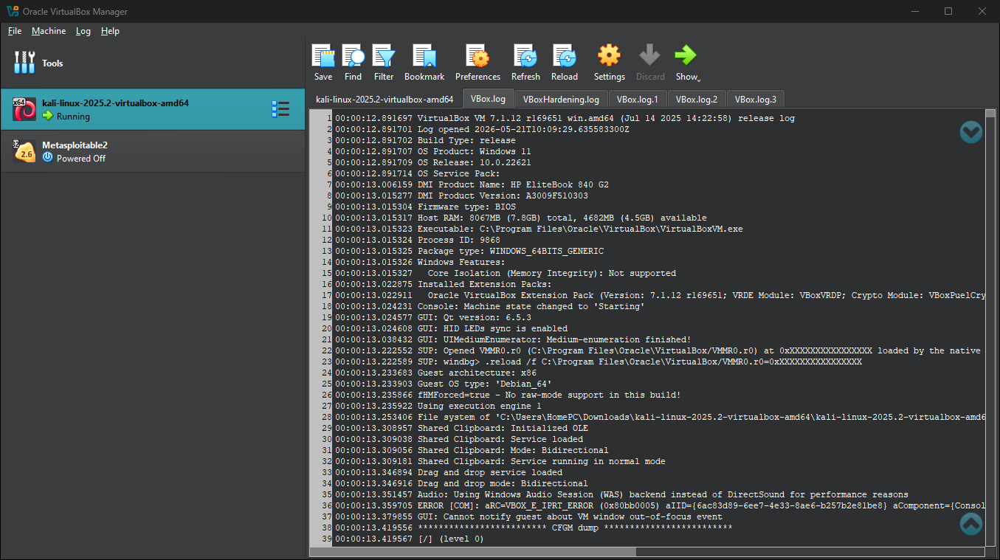 Oracle VirtualBox Manager
File Machine Log Help
Tools
x64
kali-linux-2025.2-virtualbox-amd64
Running
32
2.6
Metasploitable2
Powered Off
Save Find Filter Bookmark Preferences Refresh Reload Settings Discard Show
kali-linux-2025.2-virtualbox-amd64 VBox.log VBoxHardening.log VBox.log.1 VBox.log.2 VBox.log.3
1 00:00:12.891697 VirtualBox VM 7.1.12 r169651 win.amd64 (Jul 14 2025 14:22:58) release log
2 00:00:12.891701 Log opened 2026-05-21T10:09:29.635583300Z
3 00:00:12.891702 Build Type: release
4 00:00:12.891707 OS Product: Windows 11
5 00:00:12.891709 OS Release: 10.0.22621
6 00:00:12.891714 OS Service Pack:
7 00:00:13.006159 DMI Product Name: HP EliteBook 840 G2
8 00:00:13.015277 DMI Product Version: A3009F510303
9 00:00:13.015304 Firmware type: BIOS
10 00:00:13.015317 Host RAM: 8067MB (7.8GB) total, 4682MB (4.5GB) available
11 00:00:13.015323 Executable: C:\Program Files\Oracle\VirtualBox\VirtualBoxVM.exe
12 00:00:13.015324 Process ID: 9868
13 00:00:13.015325 Package type: WINDOWS_64BITS_GENERIC
14 00:00:13.015326 Windows Features:
15 00:00:13.015327   Core Isolation (Memory Integrity): Not supported
16 00:00:13.022875 Installed Extension Packs:
17 00:00:13.022911   Oracle VirtualBox Extension Pack (Version: 7.1.12 r169651; VRDE Module: VBoxVRDP; Crypto Module: VBoxPuelCry
18 00:00:13.024231 Console: Machine state changed to 'Starting'
19 00:00:13.024577 GUI: Qt version: 6.5.3
20 00:00:13.024608 GUI: HID LEDs sync is enabled
21 00:00:13.038432 GUI: UIMediumEnumerator: Medium-enumeration finished!
22 00:00:13.222552 SUP: Opened VMMR0.r0 (C:\Program Files\Oracle\VirtualBox/VMMR0.r0) at 0xXXXXXXXXXXXXXXXX loaded by the native
23 00:00:13.222589 SUP: windbg> .reload /f C:\Program Files\Oracle\VirtualBox/VMMR0.r0=0xXXXXXXXXXXXXXXXX
24 00:00:13.233683 Guest architecture: x86
25 00:00:13.233903 Guest OS type: 'Debian_64'
26 00:00:13.235866 fHMForced=true - No raw-mode support in this build!
27 00:00:13.235922 Using execution engine 1
28 00:00:13.253406 File system of 'C:\Users\HomePC\Downloads\kali-linux-2025.2-virtualbox-amd64\kali-linux-2025.2-virtualbox-amd6
29 00:00:13.308957 Shared Clipboard: Initialized OLE
30 00:00:13.309038 Shared Clipboard: Service loaded
31 00:00:13.309056 Shared Clipboard: Mode: Bidirectional
32 00:00:13.309181 Shared Clipboard: Service running in normal mode
33 00:00:13.346894 Drag and drop service loaded
34 00:00:13.346916 Drag and drop mode: Bidirectional
35 00:00:13.351457 Audio: Using Windows Audio Session (WAS) backend instead of DirectSound for performance reasons
36 00:00:13.359705 ERROR [COM]: aRC=VBOX_E_IPRT_ERROR (0x80bb0005) aIID={6ac83d89-6ee7-4e33-8ae6-b257b2e81be8} aComponent={Consol
37 00:00:13.379855 GUI: Cannot notify guest about VM window out-of-focus event
38 00:00:13.419556 ************************* CFGM dump *************************
39 00:00:13.419567 [/] (level 0)